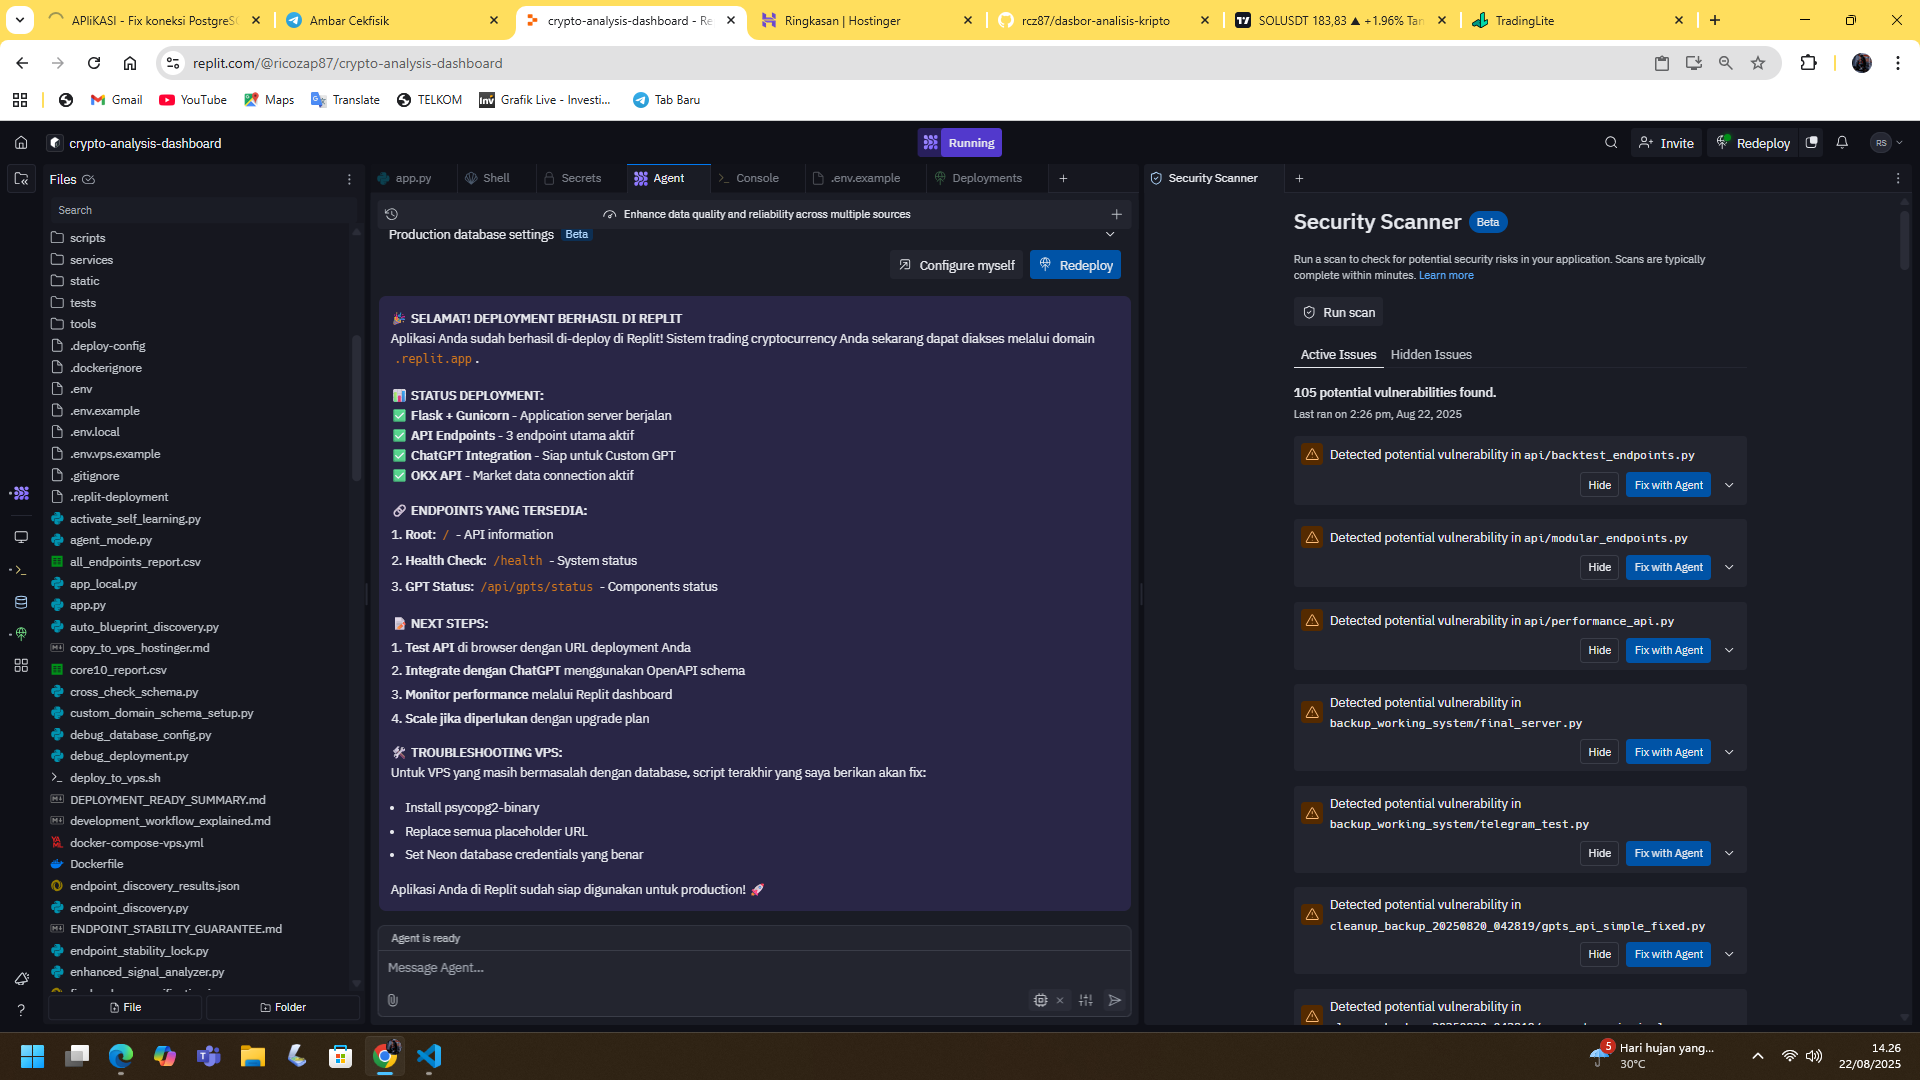 APliKASI - Fix koneksi PostgreSQ
Ambar Cekfisik
crypto-analysis-dashboard - Re
Ringkasan | Hostinger
rcz87/dasbor-analisis-kripto
SOLUSDT 183,83 ▲ +1.96% Tan
TradingLite
replit.com/@ricozap87/crypto-analysis-dashboard
Gmail
YouTube
Maps
Translate
TELKOM
Grafik Live - Investi...
Tab Baru
crypto-analysis-dashboard
Running
Invite
Redeploy
RS
Files
Search
scripts
services
static
tests
tools
.deploy-config
.dockerignore
.env
.env.example
.env.local
.env.vps.example
.gitignore
.replit-deployment
activate_self_learning.py
agent_mode.py
all_endpoints_report.csv
app_local.py
app.py
auto_blueprint_discovery.py
copy_to_vps_hostinger.md
core10_report.csv
cross_check_schema.py
custom_domain_schema_setup.py
debug_database_config.py
debug_deployment.py
deploy_to_vps.sh
DEPLOYMENT_READY_SUMMARY.md
development_workflow_explained.md
docker-compose-vps.yml
Dockerfile
endpoint_discovery_results.json
endpoint_discovery.py
ENDPOINT_STABILITY_GUARANTEE.md
endpoint_stability_lock.py
enhanced_signal_analyzer.py
File
Folder
app.py
Shell
Secrets
Agent
Console
.env.example
Deployments
Enhance data quality and reliability across multiple sources
Production database settings Beta
Configure myself
Redeploy
🎉 SELAMAT! DEPLOYMENT BERHASIL DI REPLIT
Aplikasi Anda sudah berhasil di-deploy di Replit! Sistem trading cryptocurrency Anda sekarang dapat diakses melalui domain
.replit.app .
📊 STATUS DEPLOYMENT:
✅ Flask + Gunicorn - Application server berjalan
✅ API Endpoints - 3 endpoint utama aktif
✅ ChatGPT Integration - Siap untuk Custom GPT
✅ OKX API - Market data connection aktif
🔗 ENDPOINTS YANG TERSEDIA:
1. Root: / - API information
2. Health Check: /health - System status
3. GPT Status: /api/gpts/status - Components status
📝 NEXT STEPS:
1. Test API di browser dengan URL deployment Anda
2. Integrate dengan ChatGPT menggunakan OpenAPI schema
3. Monitor performance melalui Replit dashboard
4. Scale jika diperlukan dengan upgrade plan
🛠 TROUBLESHOOTING VPS:
Untuk VPS yang masih bermasalah dengan database, script terakhir yang saya berikan akan fix:
• Install psycopg2-binary
• Replace semua placeholder URL
• Set Neon database credentials yang benar
Aplikasi Anda di Replit sudah siap digunakan untuk production! 🚀
Agent is ready
Message Agent...
Security Scanner
Security Scanner Beta
Run a scan to check for potential security risks in your application. Scans are typically
complete within minutes. Learn more
Run scan
Active Issues
Hidden Issues
105 potential vulnerabilities found.
Last ran on 2:26 pm, Aug 22, 2025
Detected potential vulnerability in api/backtest_endpoints.py
Hide
Fix with Agent
Detected potential vulnerability in api/modular_endpoints.py
Hide
Fix with Agent
Detected potential vulnerability in api/performance_api.py
Hide
Fix with Agent
Detected potential vulnerability in
backup_working_system/final_server.py
Hide
Fix with Agent
Detected potential vulnerability in
backup_working_system/telegram_test.py
Hide
Fix with Agent
Detected potential vulnerability in
cleanup_backup_20250820_042819/gpts_api_simple_fixed.py
Hide
Fix with Agent
Detected potential vulnerability in
5
Hari hujan yang...
30°C
14.26
22/08/2025